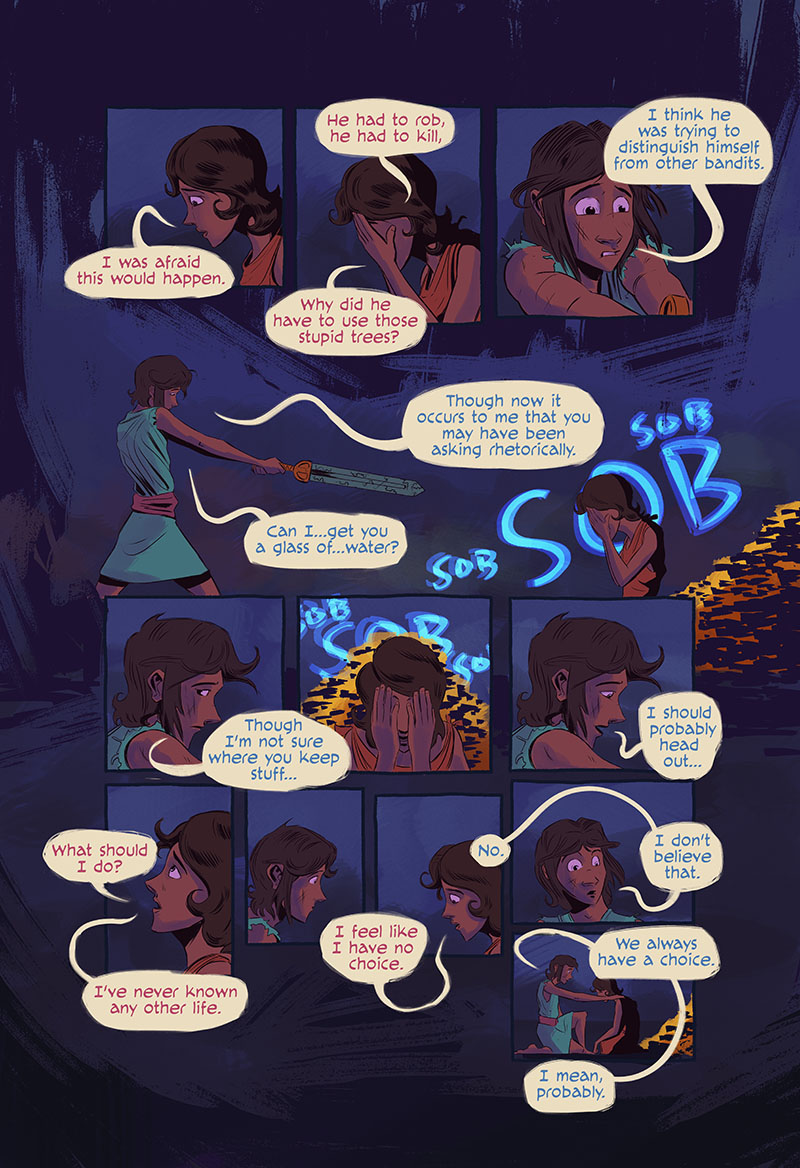 I was afraid
this would happen.
He had to rob,
he had to kill,
Why did he
have to use those
stupid trees?
I think he
was trying to
distinguish himself
from other bandits.
Though now it
occurs to me that you
may have been
asking rhetorically.
Can I...get you
a glass of...water?
SOB
SOB
SOB
Though
I'm not sure
where you keep
stuff...
SOB
SOB
SO
I should
probably
head
out...
What should
I do?
I've never known
any other life.
I feel like
I have no
choice.
No.
I don't
believe
that.
We always
have a choice.
I mean,
probably.